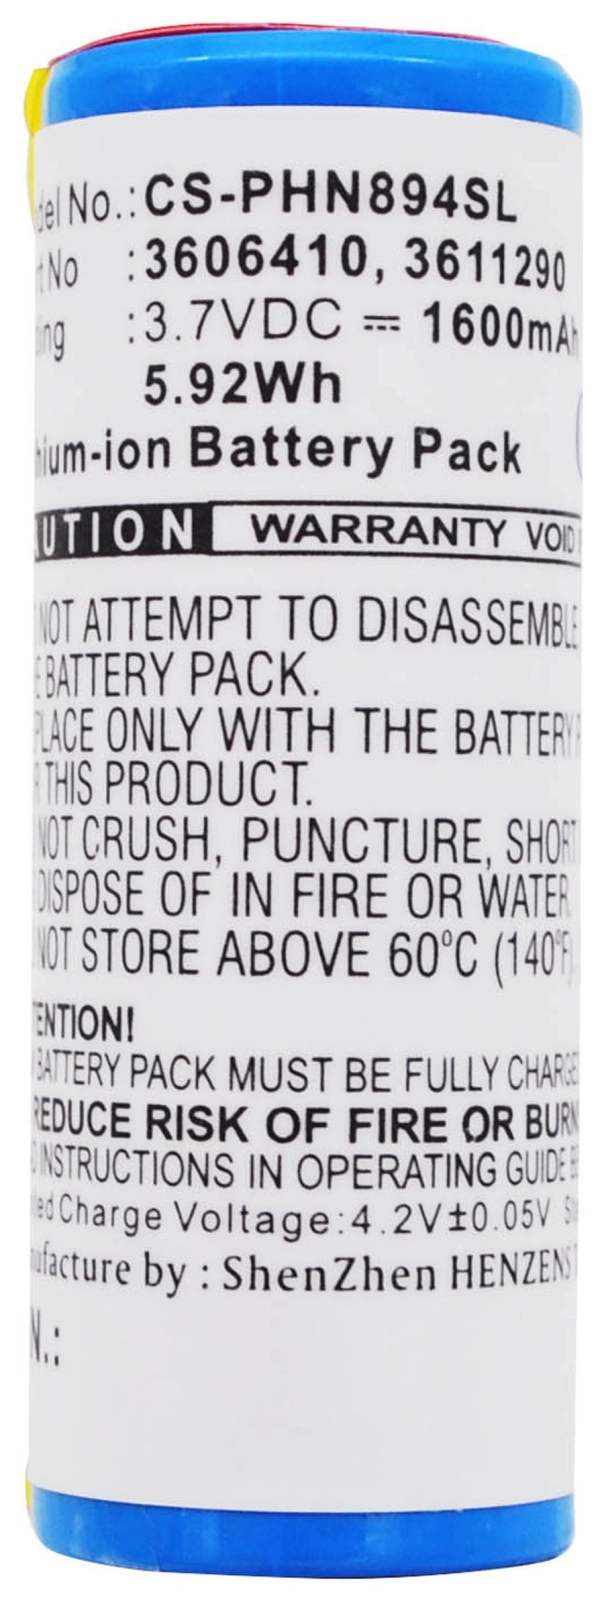 del No.: CS-PHN894SL
t No : 3606410, 3611290
ing : 3.7VDC ⎓ 1600mAh
5.92Wh
hium-ion Battery Pack
UTION WARRANTY VOID
NOT ATTEMPT TO DISASSEMBLE
BATTERY PACK.
PLACE ONLY WITH THE BATTERY
THIS PRODUCT.
NOT CRUSH, PUNCTURE, SHORT
DISPOSE OF IN FIRE OR WATER
NOT STORE ABOVE 60°C (140°F)
TENTION!
BATTERY PACK MUST BE FULLY CHARGE
REDUCE RISK OF FIRE OR BURN
INSTRUCTIONS IN OPERATING GUIDE BE
ed Charge Voltage:4.2V±0.05V
nufacture by : ShenZhen HENZENS T
N.: